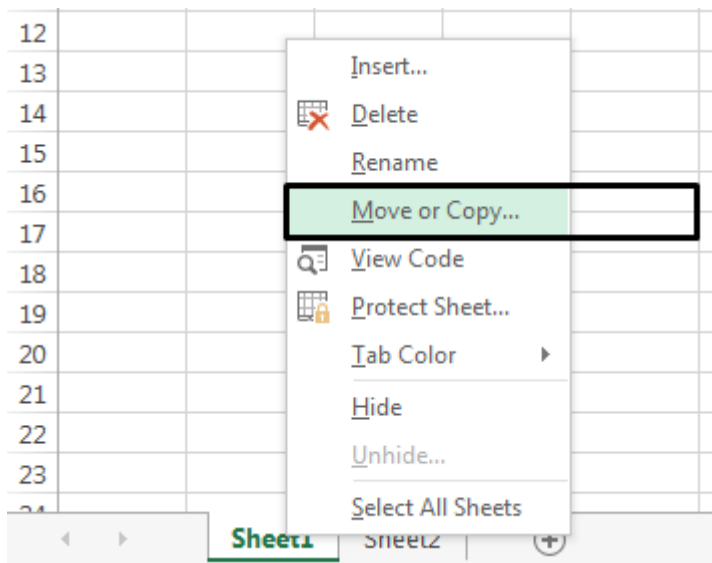 12
13
Insert...
14
Delete
15
Rename
16
Move or Copy...
17
18
View Code
19
Protect Sheet...
20
Tab Color
21
Hide
22
Unhide...
23
24
Select All Sheets
Sheet1
Sheet2